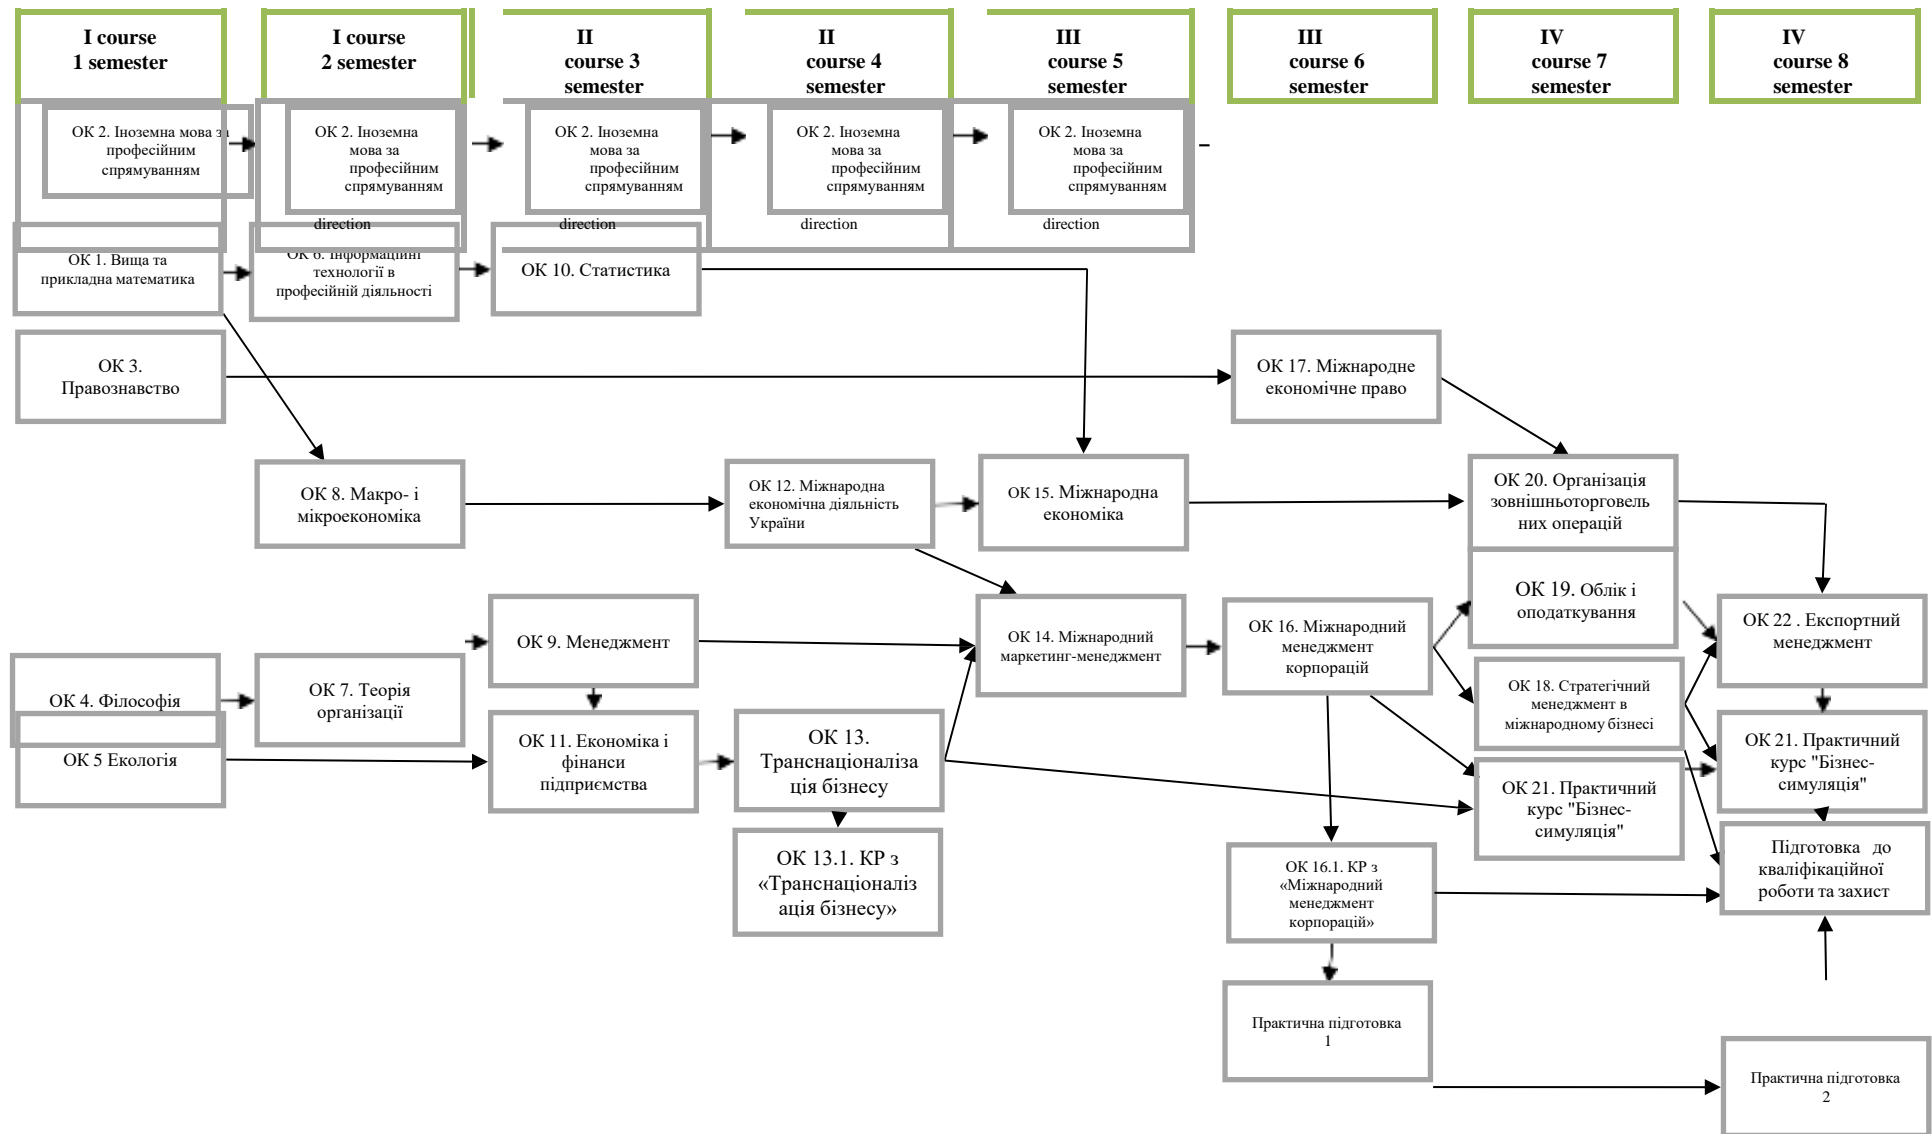 I course
1 semester
I course
2 semester
II
course 3
semester
II
course 4
semester
III
course 5
semester
III
course 6
semester
IV
course 7
semester
IV
course 8
semester
ОК 2. Іноземна мова за
професійним
спрямуванням
ОК 2. Іноземна
мова за
професійним
спрямуванням
direction
ОК 2. Іноземна
мова за
професійним
спрямуванням
direction
ОК 2. Іноземна
мова за
професійним
спрямуванням
direction
ОК 2. Іноземна
мова за
професійним
спрямуванням
direction
ОК 1. Вища та
прикладна математика
ОК 6. Інформаційні
технології в
професійній діяльності
ОК 10. Статистика
ОК 3.
Правознавство
ОК 17. Міжнародне
економічне право
ОК 8. Макро- і
мікроекономіка
ОК 12. Міжнародна
економічна діяльність
України
ОК 15. Міжнародна
економіка
ОК 20. Організація
зовнішньоторговель
них операцій
ОК 19. Облік і
оподаткування
ОК 9. Менеджмент
ОК 14. Міжнародний
маркетинг-менеджмент
ОК 16. Міжнародний
менеджмент
корпорацій
ОК 22 . Експортний
менеджмент
ОК 4. Філософія
ОК 7. Теорія
організації
ОК 18. Стратегічний
менеджмент в
міжнародному бізнесі
ОК 5 Екологія
ОК 11. Економіка і
фінанси
підприємства
ОК 13.
Транснаціоналіза
ція бізнесу
ОК 21. Практичний
курс "Бізнес-
симуляція"
ОК 21. Практичний
курс "Бізнес-
симуляція"
ОК 13.1. КР з
«Транснаціоналіз
ація бізнесу»
ОК 16.1. КР з
«Міжнародний
менеджмент
корпорацій»
Підготовка до
кваліфікаційної
роботи та захист
Практична підготовка
1
Практична підготовка
2